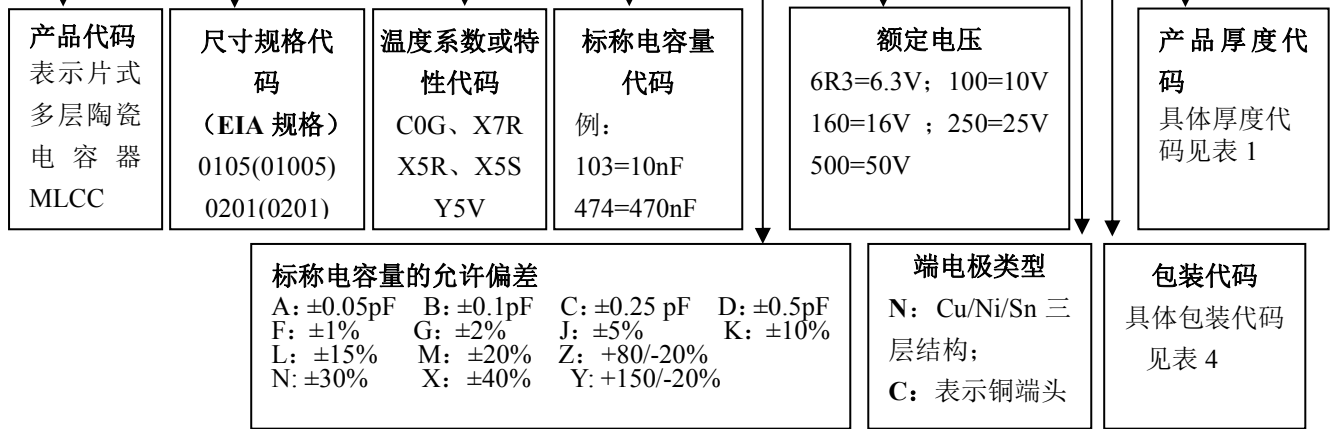 产品代码
表示片式
多层陶瓷
电容器
MLCC
尺寸规格代
码
（EIA 规格）
0105(01005)
0201(0201)
温度系数或特
性代码
C0G、X7R
X5R、X5S
Y5V
标称电容量
代码
例：
103=10nF
474=470nF
额定电压
6R3=6.3V；100=10V
160=16V ；250=25V
500=50V
产品厚度代
码
具体厚度代
码见表 1
标称电容量的允许偏差
A：±0.05pF B：±0.1pF C：±0.25 pF D：±0.5pF
F：±1% G：±2% J：±5% K：±10%
L：±15% M：±20% Z：+80/-20%
N: ±30% X：±40% Y: +150/-20%
端电极类型
N：Cu/Ni/Sn 三
层结构；
C：表示铜端头
包装代码
具体包装代码
见表 4